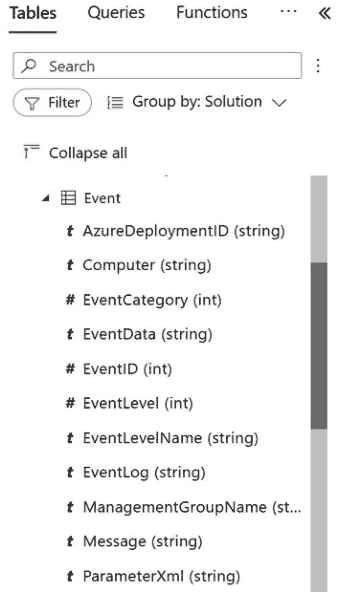 Tables Queries Functions ... «
Search
Filter Group by: Solution
Collapse all
Event
t AzureDeploymentID (string)
t Computer (string)
# EventCategory (int)
t EventData (string)
# EventID (int)
# EventLevel (int)
t EventLevelName (string)
t EventLog (string)
t ManagementGroupName (st...
t Message (string)
t ParameterXml (string)